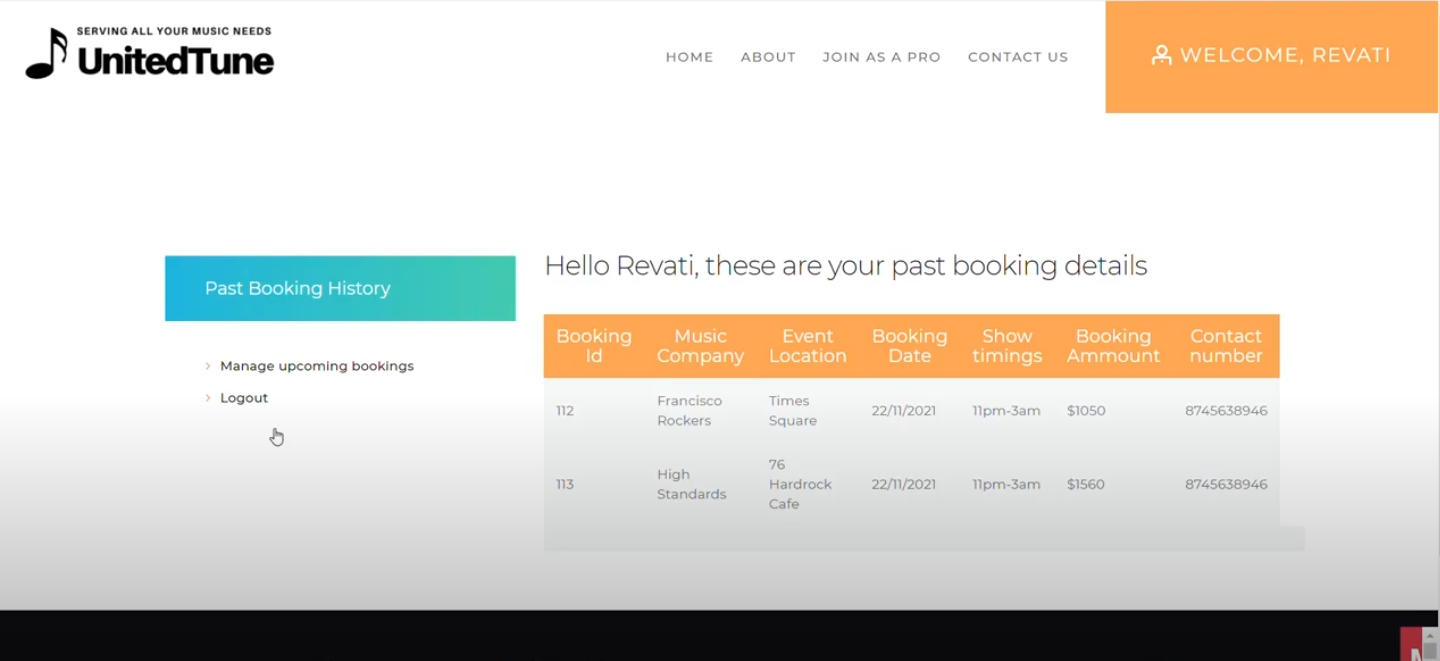 SERVING ALL YOUR MUSIC NEEDS
UnitedTune
HOME ABOUT JOIN AS A PRO CONTACT US
WELCOME, REVATI
Past Booking History
Manage upcoming bookings
Logout
Hello Revati, these are your past booking details
Booking Id Music Company Event Location Booking Date Show timings Booking Ammount Contact number
112 Francisco Rockers Times Square 22/11/2021 11pm-3am $1050 8745638946
113 High Standards 76 Hardrock Cafe 22/11/2021 11pm-3am $1560 8745638946